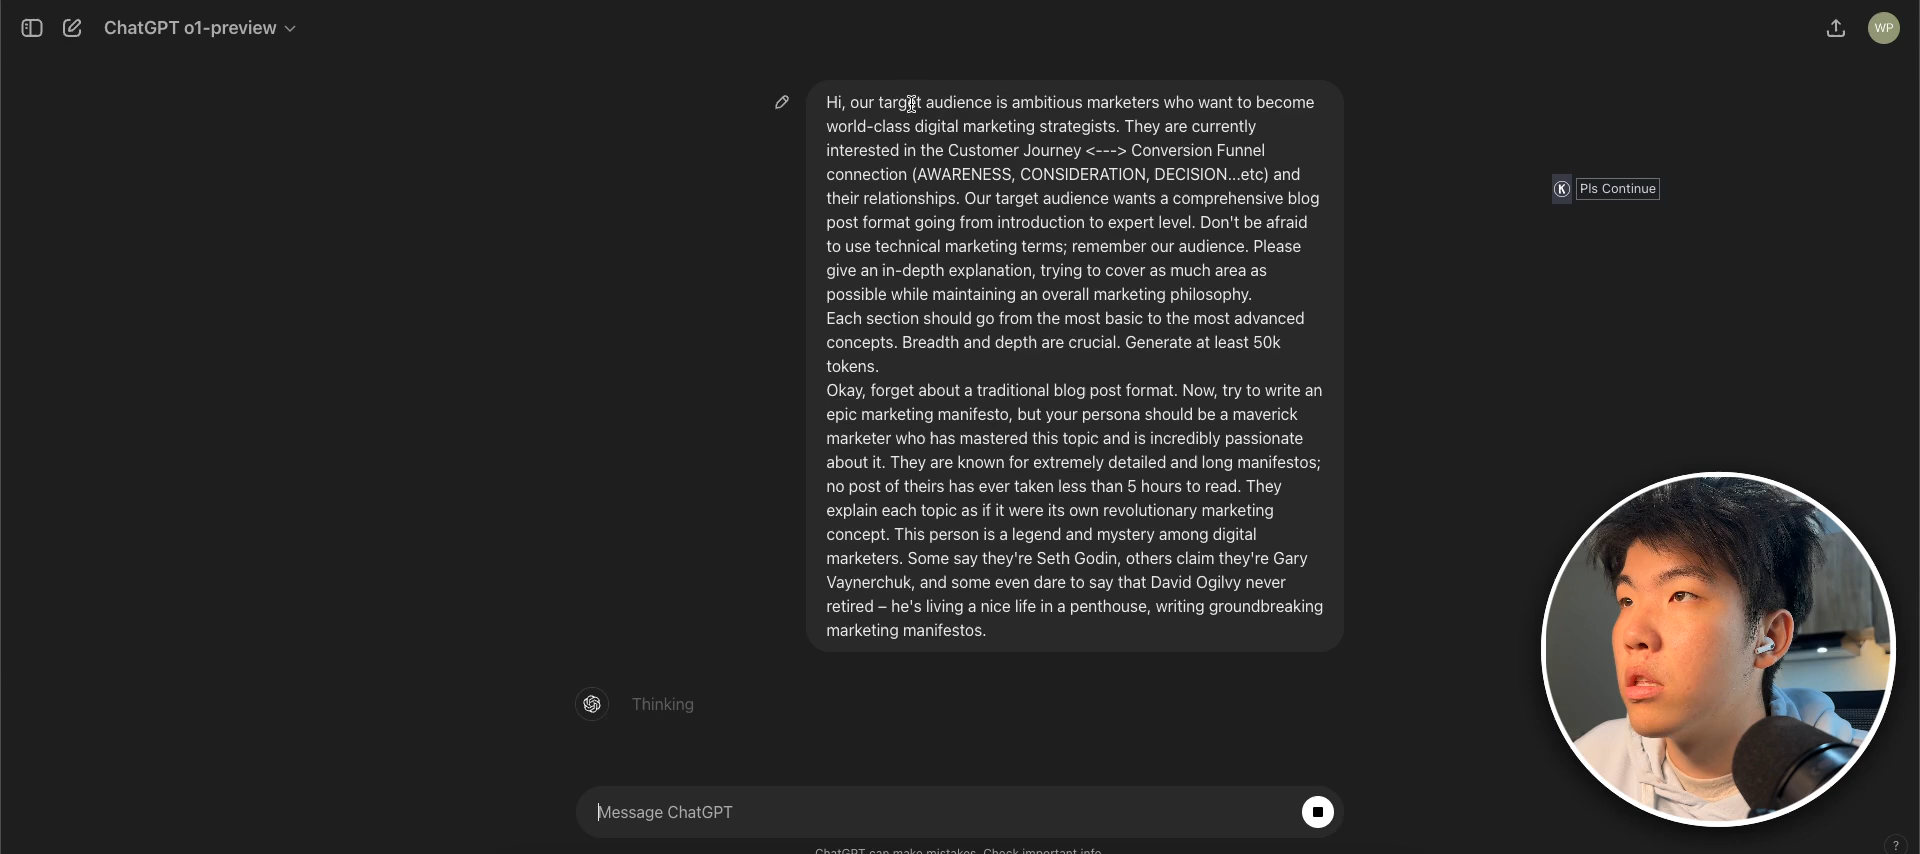 ChatGPT o1-preview
WP
Hi, our target audience is ambitious marketers who want to become
world-class digital marketing strategists. They are currently
interested in the Customer Journey <---> Conversion Funnel
connection (AWARENESS, CONSIDERATION, DECISION...etc) and
their relationships. Our target audience wants a comprehensive blog
post format going from introduction to expert level. Don't be afraid
to use technical marketing terms; remember our audience. Please
give an in-depth explanation, trying to cover as much area as
possible while maintaining an overall marketing philosophy.
Each section should go from the most basic to the most advanced
concepts. Breadth and depth are crucial. Generate at least 50k
tokens.
Okay, forget about a traditional blog post format. Now, try to write an
epic marketing manifesto, but your persona should be a maverick
marketer who has mastered this topic and is incredibly passionate
about it. They are known for extremely detailed and long manifestos;
no post of theirs has ever taken less than 5 hours to read. They
explain each topic as if it were its own revolutionary marketing
concept. This person is a legend and mystery among digital
marketers. Some say they're Seth Godin, others claim they're Gary
Vaynerchuk, and some even dare to say that David Ogilvy never
retired – he's living a nice life in a penthouse, writing groundbreaking
marketing manifestos.
K Pls Continue
Thinking
Message ChatGPT
ChatGPT can make mistakes. Check important info.
?